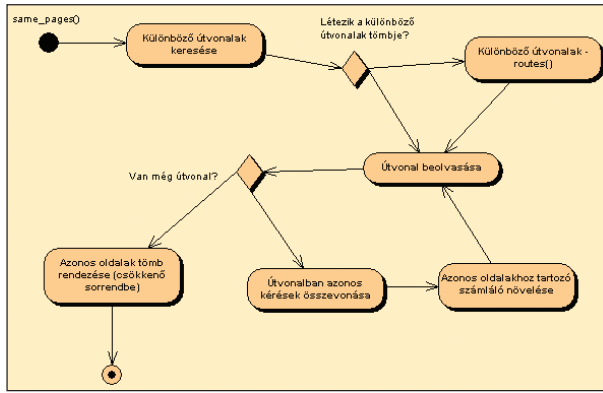 same_pages()
Különböző útvonalak
keresése
Létezik a különböző
útvonalak tömbje?
Különböző útvonalak -
routes()
Útvonal beolvasása
Van még útvonal?
Azonos oldalak tömb
rendezése (csökkenő
sorrendbe)
Útvonalban azonos
kérések összevonása
Azonos oldalakhoz tartozó
számláló növelése